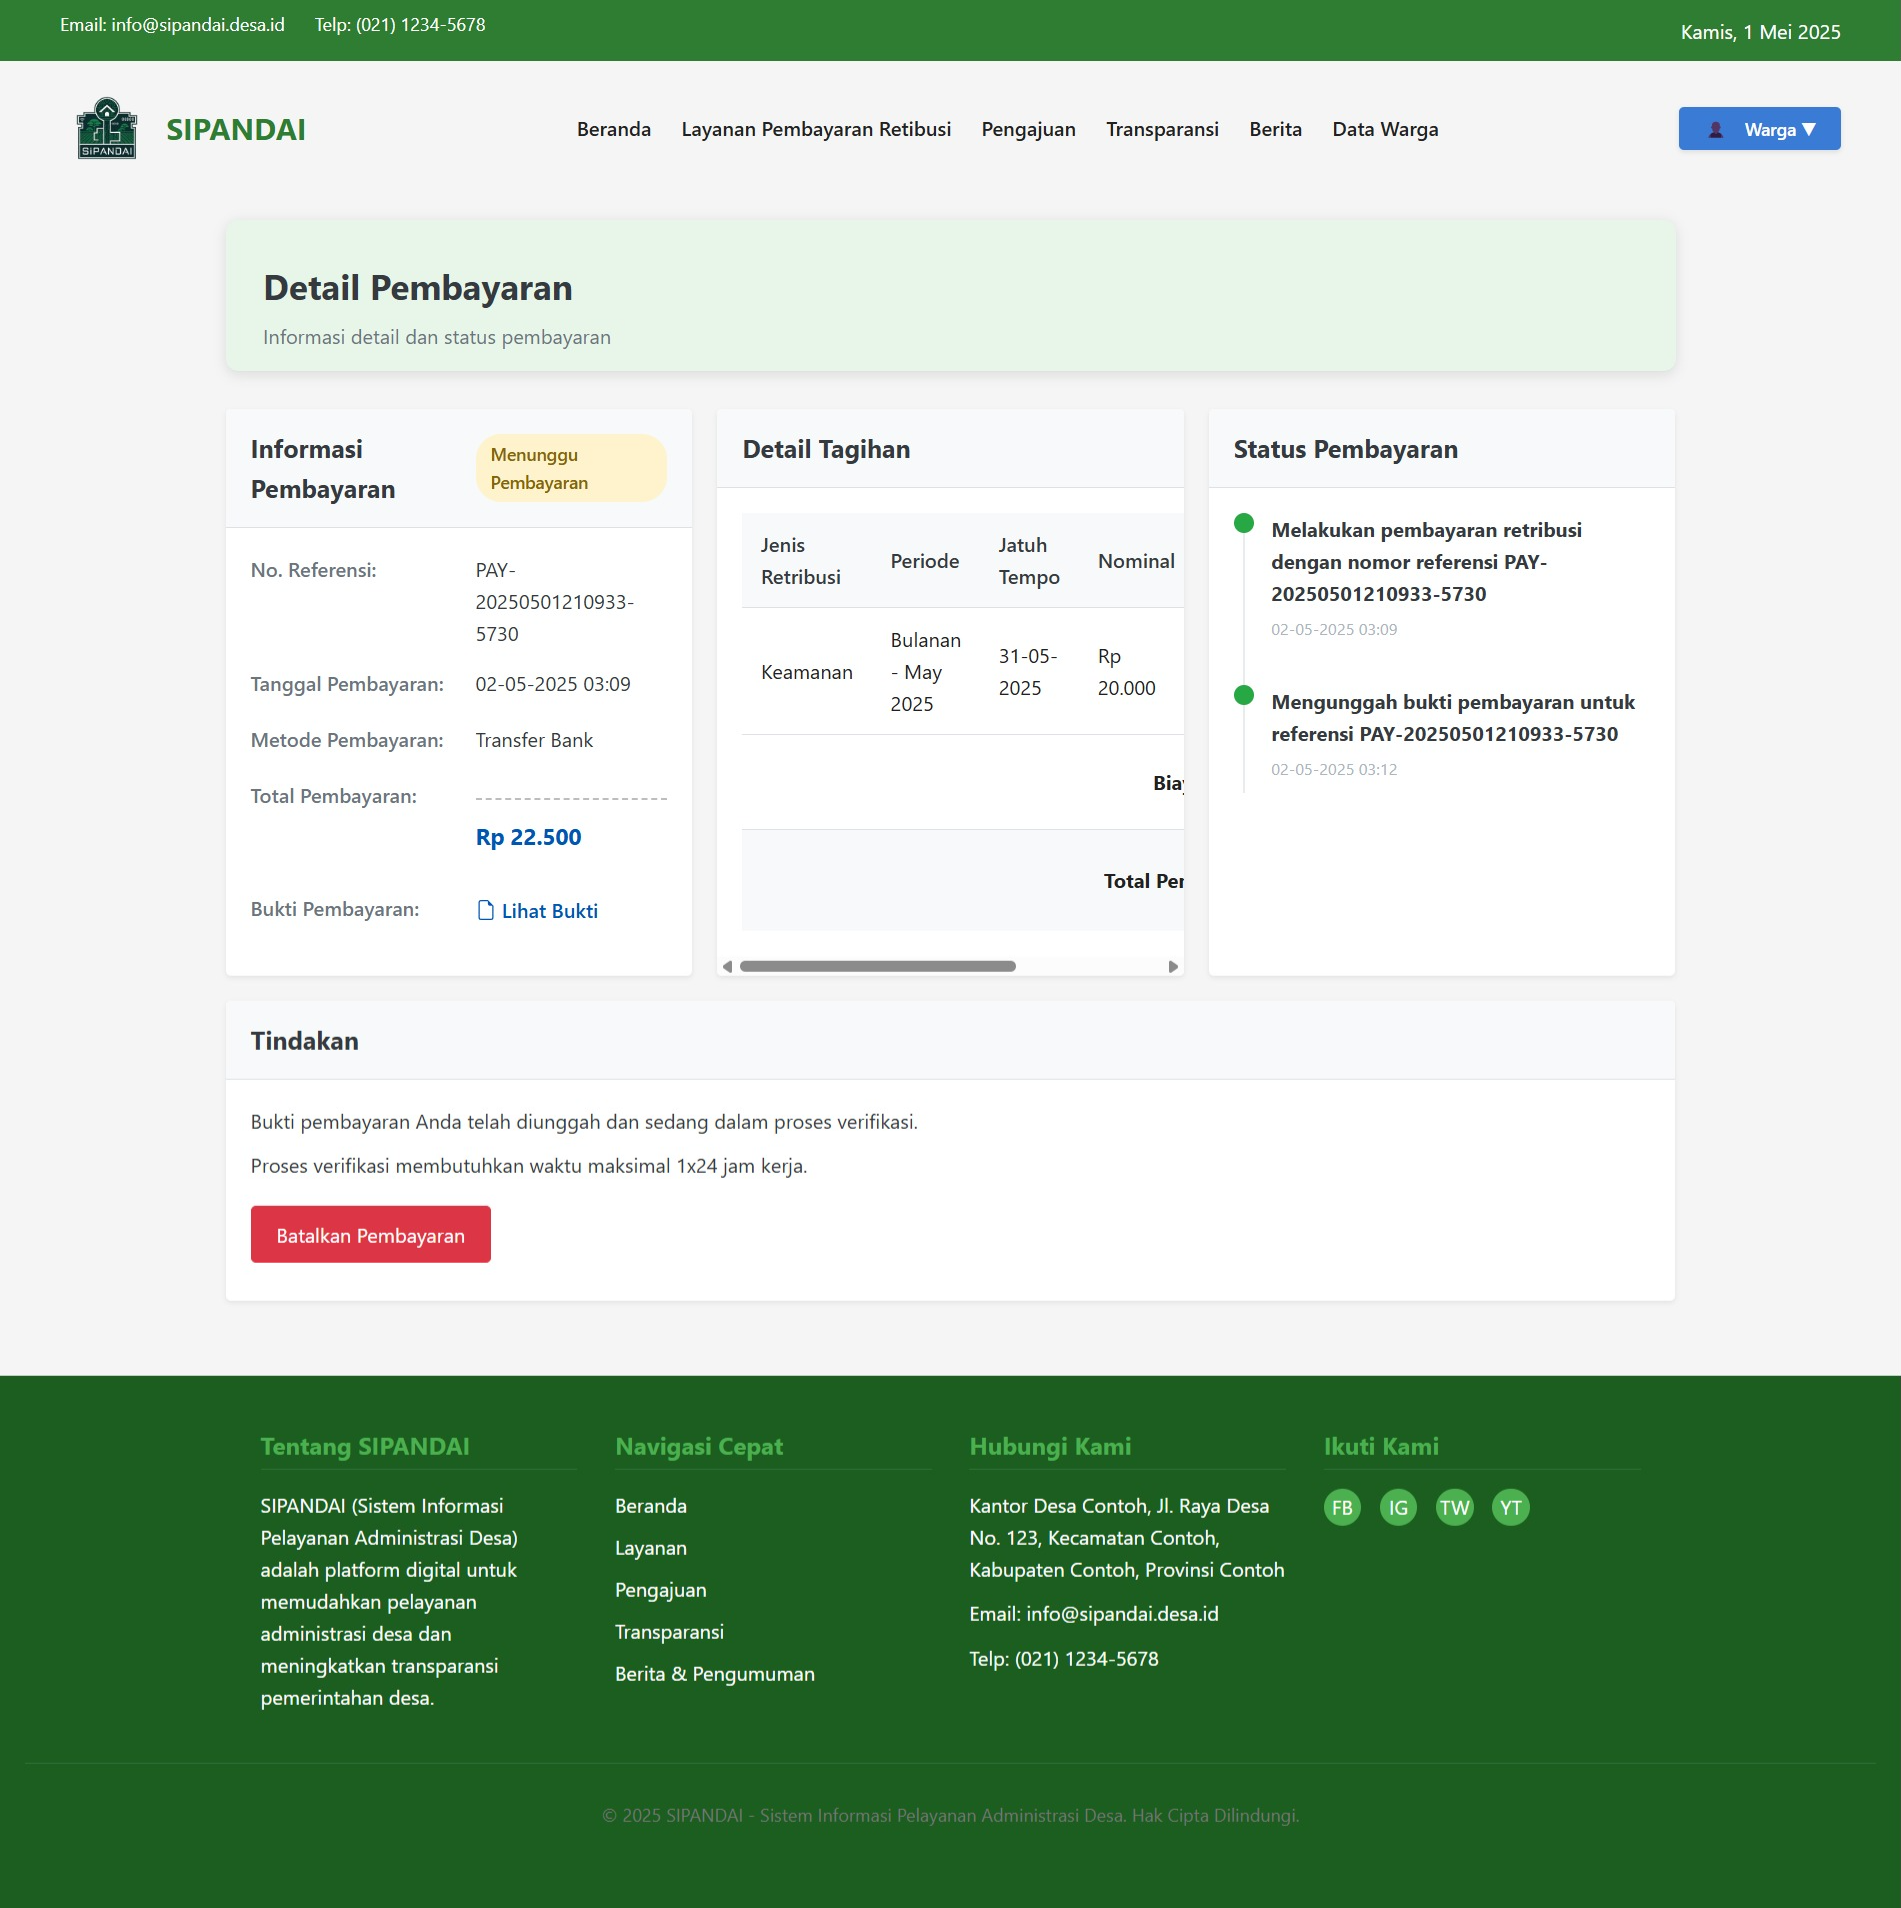 Email: info@sipandai.desa.id
Telp: (021) 1234-5678
Kamis, 1 Mei 2025
SIPANDAI
SIPANDAI
Beranda
Layanan Pembayaran Retibusi
Pengajuan
Transparansi
Berita
Data Warga
Warga ▼
Detail Pembayaran
Informasi detail dan status pembayaran
Informasi
Pembayaran
Menunggu
Pembayaran
No. Referensi:
PAY-
20250501210933-
5730
Tanggal Pembayaran:
02-05-2025 03:09
Metode Pembayaran:
Transfer Bank
Total Pembayaran:
Rp 22.500
Bukti Pembayaran:
Lihat Bukti
Detail Tagihan
Jenis
Retribusi
Periode
Jatuh
Tempo
Nominal
Keamanan
Bulanan
- May
2025
31-05-
2025
Rp
20.000
Total
Status Pembayaran
Melakukan pembayaran retribusi
dengan nomor referensi PAY-
20250501210933-5730
02-05-2025 03:09
Mengunggah bukti pembayaran untuk
referensi PAY-20250501210933-5730
02-05-2025 03:12
Tindakan
Bukti pembayaran Anda telah diunggah dan sedang dalam proses verifikasi.
Proses verifikasi membutuhkan waktu maksimal 1x24 jam kerja.
Batalkan Pembayaran
Tentang SIPANDAI
SIPANDAI (Sistem Informasi
Pelayanan Administrasi Desa)
adalah platform digital untuk
memudahkan pelayanan
administrasi desa dan
meningkatkan transparansi
pemerintahan desa.
Navigasi Cepat
Beranda
Layanan
Pengajuan
Transparansi
Berita & Pengumuman
Hubungi Kami
Kantor Desa Contoh, Jl. Raya Desa
No. 123, Kecamatan Contoh,
Kabupaten Contoh, Provinsi Contoh
Email: info@sipandai.desa.id
Telp: (021) 1234-5678
Ikuti Kami
FB
IG
TW
YT
© 2025 SIPANDAI - Sistem Informasi Pelayanan Administrasi Desa. Hak Cipta Dilindungi.